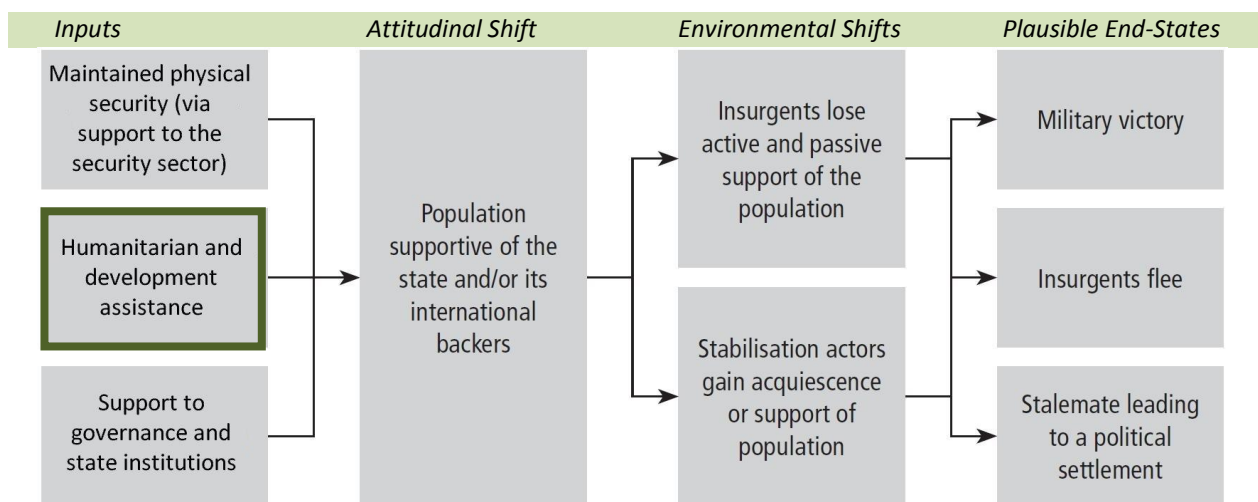 Inputs
Attitudinal Shift
Environmental Shifts
Plausible End-States
Maintained physical
security (via
support to the
security sector)
Humanitarian and
development
assistance
Support to
governance and
state institutions
Population
supportive of the
state and/or its
international
backers
Insurgents lose
active and passive
support of the
population
Stabilisation actors
gain acquiescence
or support of
population
Military victory
Insurgents flee
Stalemate leading
to a political
settlement